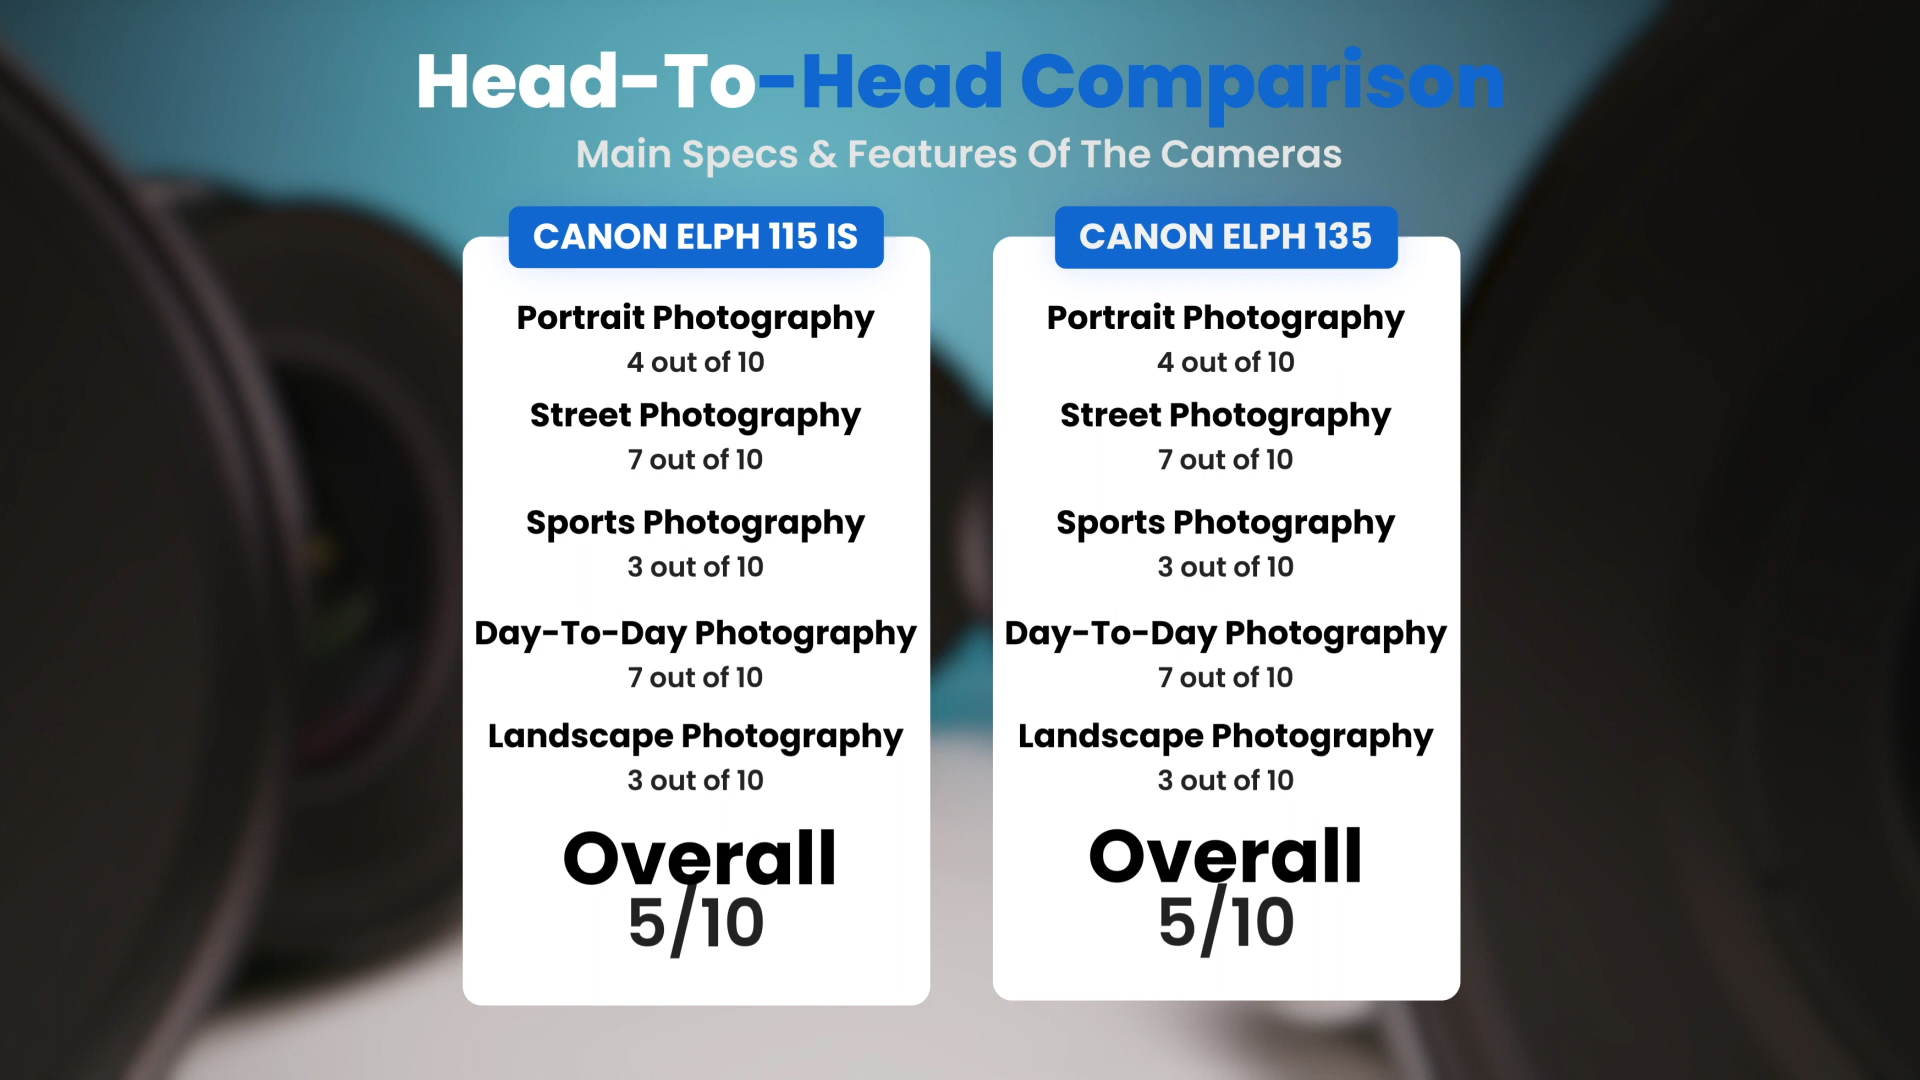 Head-To-Head Comparison
Main Specs & Features Of The Cameras
CANON ELPH 115 IS
Portrait Photography
4 out of 10
Street Photography
7 out of 10
Sports Photography
3 out of 10
Day-To-Day Photography
7 out of 10
Landscape Photography
3 out of 10
Overall
5/10
CANON ELPH 135
Portrait Photography
4 out of 10
Street Photography
7 out of 10
Sports Photography
3 out of 10
Day-To-Day Photography
7 out of 10
Landscape Photography
3 out of 10
Overall
5/10